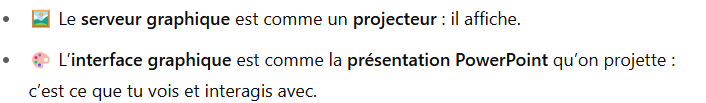 • 🖼️ Le serveur graphique est comme un projecteur : il affiche.
• 🎨 L’interface graphique est comme la présentation PowerPoint qu’on projette :
c’est ce que tu vois et interagis avec.